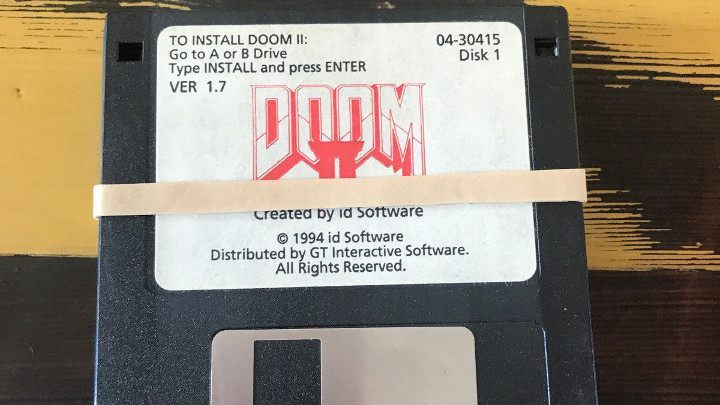 TO INSTALL DOOM II:
Go to A or B Drive
Type INSTALL and press ENTER
VER 1.7
04-30415
Disk 1
DOOM
II
Created by id Software
© 1994 id Software
Distributed by GT Interactive Software.
All Rights Reserved.